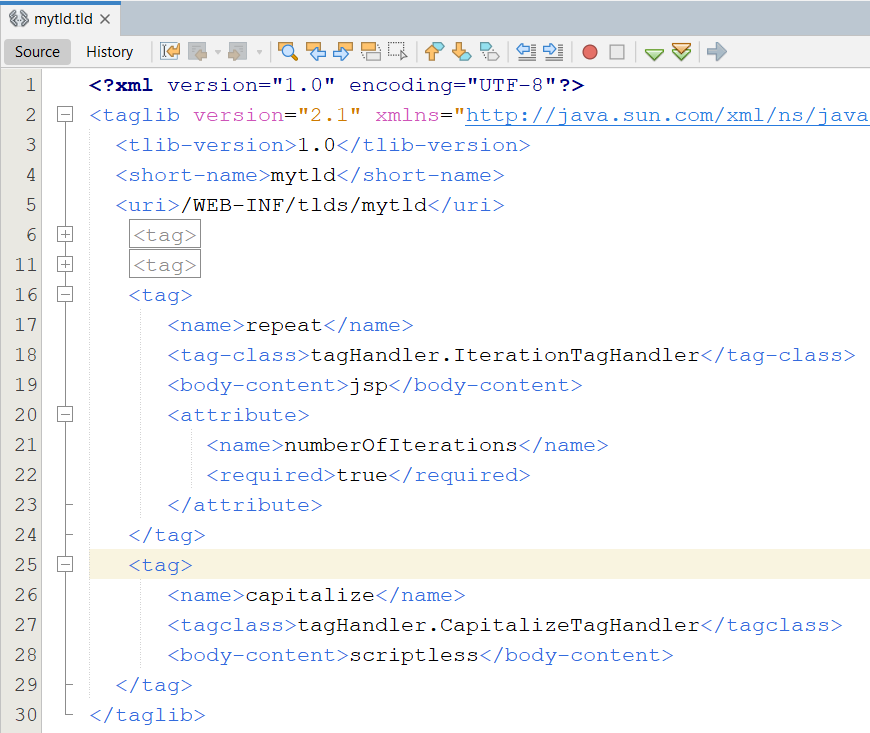 mytld.tld
Source History
1 <?xml version="1.0" encoding="UTF-8"?>
2 <taglib version="2.1" xmlns="http://java.sun.com/xml/ns/java
3 <tlib-version>1.0</tlib-version>
4 <short-name>mytld</short-name>
5 <uri>/WEB-INF/tlds/mytld</uri>
6 <tag>
11 <tag>
16 <tag>
17 <name>repeat</name>
18 <tag-class>tagHandler.IterationTagHandler</tag-class>
19 <body-content>jsp</body-content>
20 <attribute>
21 <name>numberOfIterations</name>
22 <required>true</required>
23 </attribute>
24 </tag>
25 <tag>
26 <name>capitalize</name>
27 <tagclass>tagHandler.CapitalizeTagHandler</tagclass>
28 <body-content>scriptless</body-content>
29 </tag>
30 </taglib>